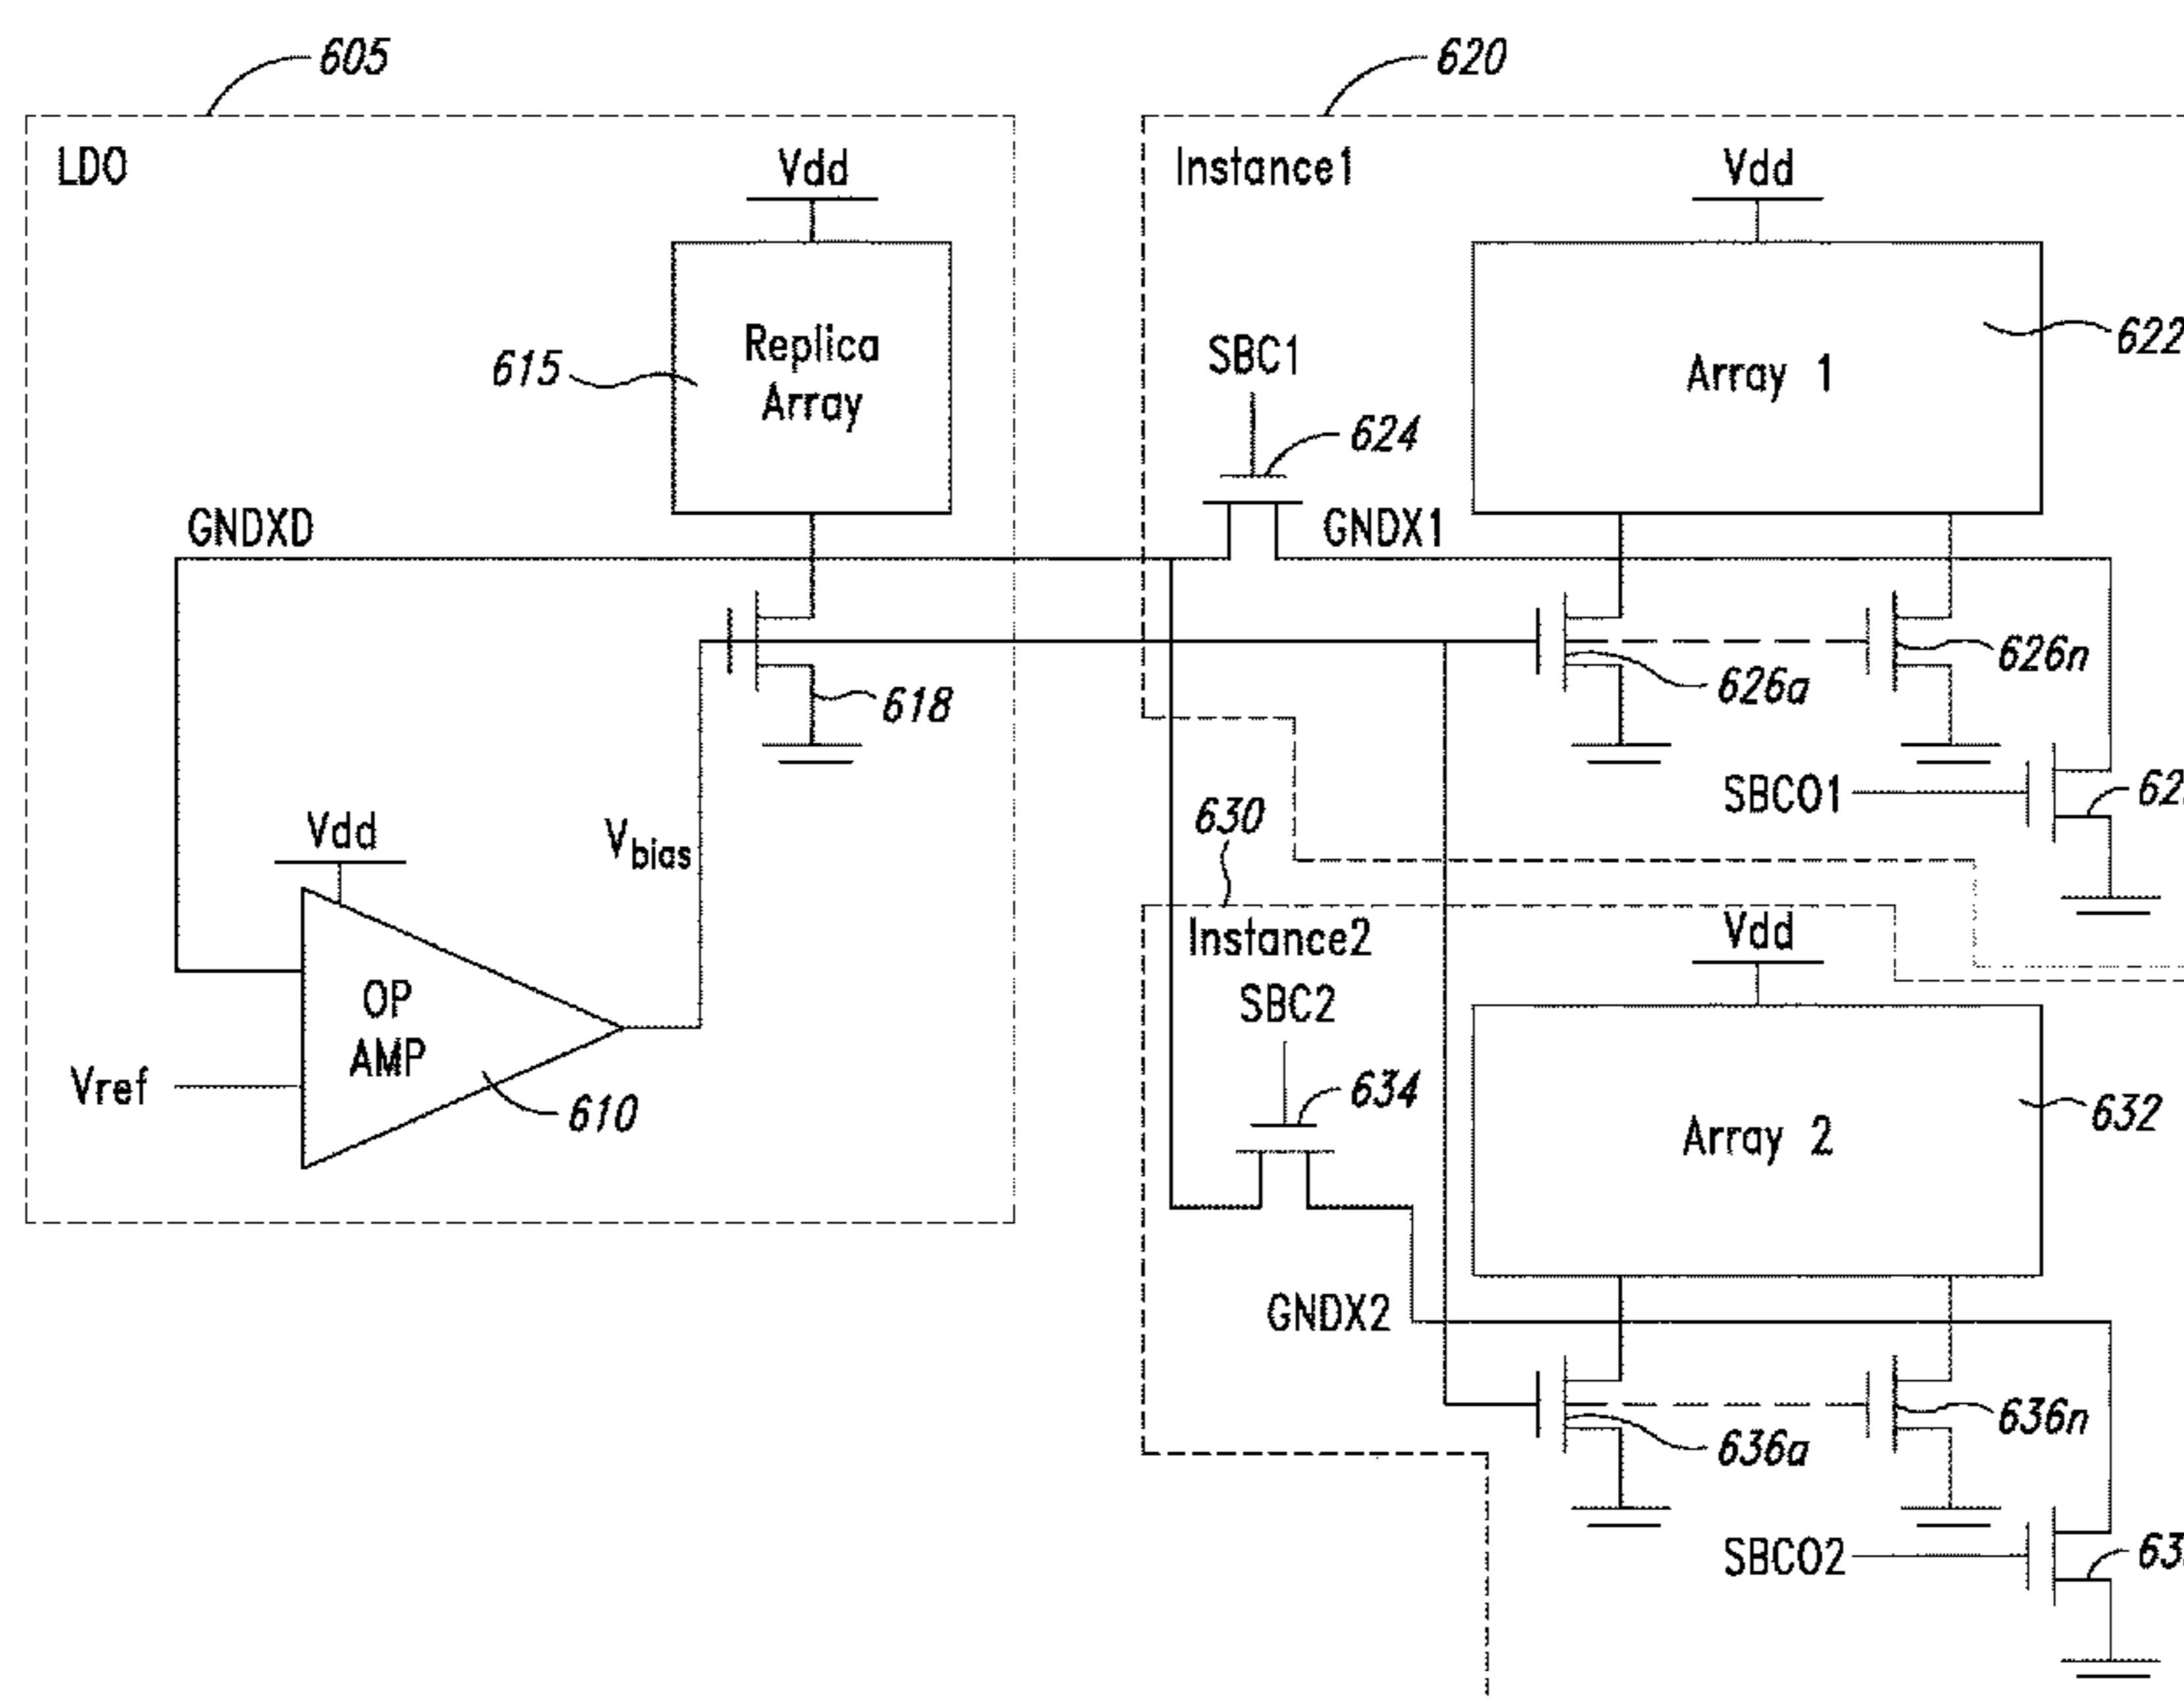 605
620
LDO
Vdd
Instance1
Vdd
Replica
Array
615
SBC1
624
Array 1
622
GNDXD
GNDX1
618
626a
626n
SBCO1
Vbias
Vdd
630
Instance2
Vdd
OP
AMP
SBC2
Vref
610
634
Array 2
632
GNDX2
636a
636n
SBCO2